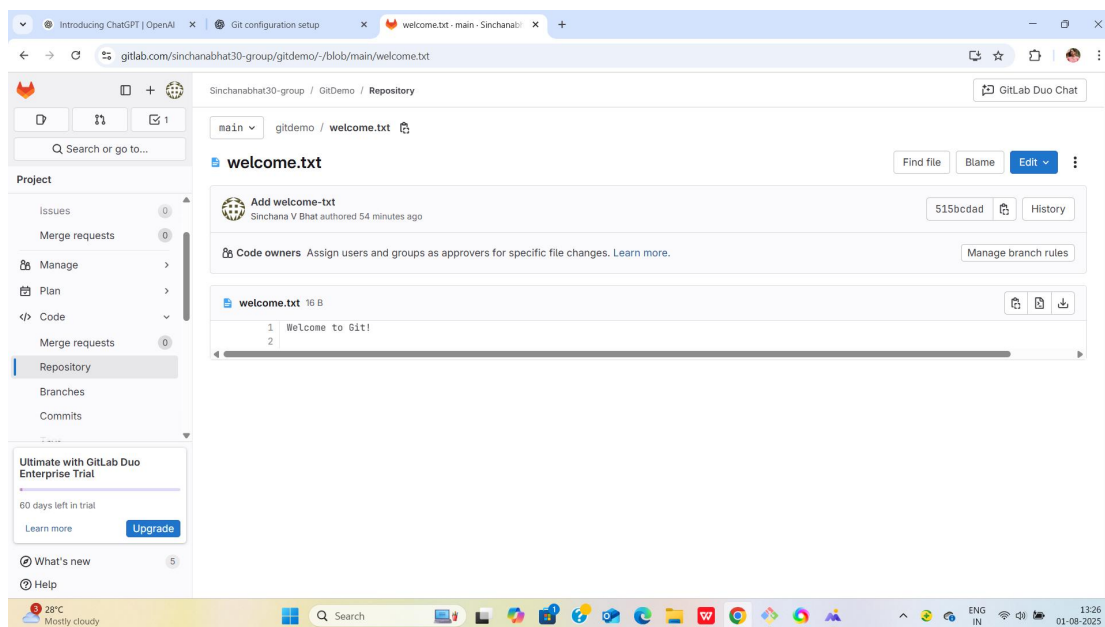 Introducing ChatGPT | OpenAI
Git configuration setup
welcome.txt · main · Sinchanabh
gitlab.com/sinchanabhat30-group/gitdemo/-/blob/main/welcome.txt
Sinchanabhat30-group / GitDemo / Repository
GitLab Duo Chat
1
Search or go to...
Project
Issues 0
Merge requests 0
Manage
Plan
Code
Merge requests 0
Repository
Branches
Commits
Ultimate with GitLab Duo
Enterprise Trial
60 days left in trial
Learn more
Upgrade
What's new 5
Help
main
gitdemo / welcome.txt
welcome.txt
Find file
Blame
Edit
Add welcome-txt
Sinchana V Bhat authored 54 minutes ago
515bcdad
History
Code owners Assign users and groups as approvers for specific file changes. Learn more.
Manage branch rules
welcome.txt 16 B
1 Welcome to Git!
2
3
28°C
Mostly cloudy
Search
ENG
IN
13:26
01-08-2025